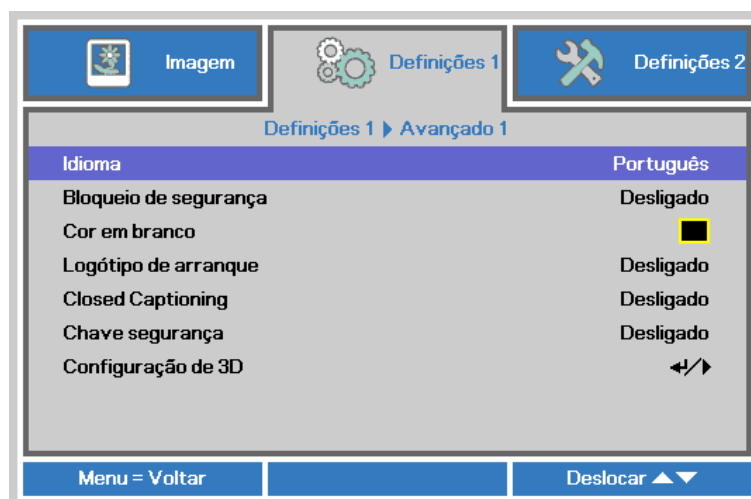 Imagem Definições 1 Definições 2
Definições 1 Avançado 1
Idioma Português
Bloqueio de segurança Desligado
Cor em branco
Logótipo de arranque Desligado
Closed Captioning Desligado
Chave segurança Desligado
Configuração de 3D
Menu = Voltar Deslocar